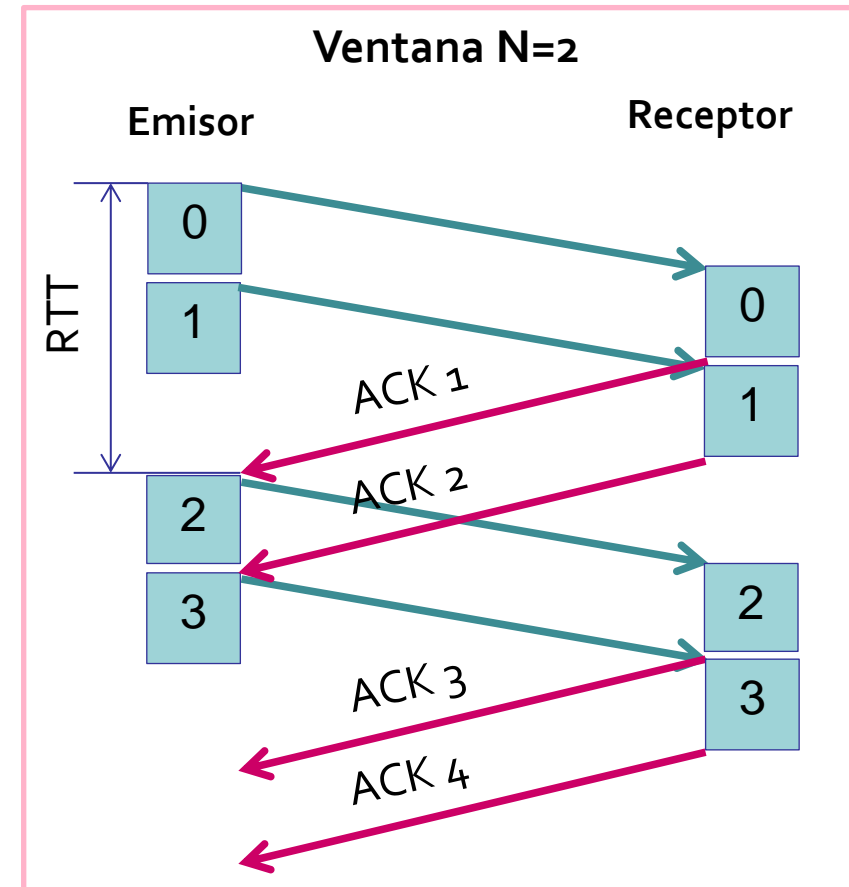 Ventana N=2
Emisor
Receptor
RTT
0
1
0
1
ACK 1
ACK 2
2
3
2
3
ACK 3
ACK 4